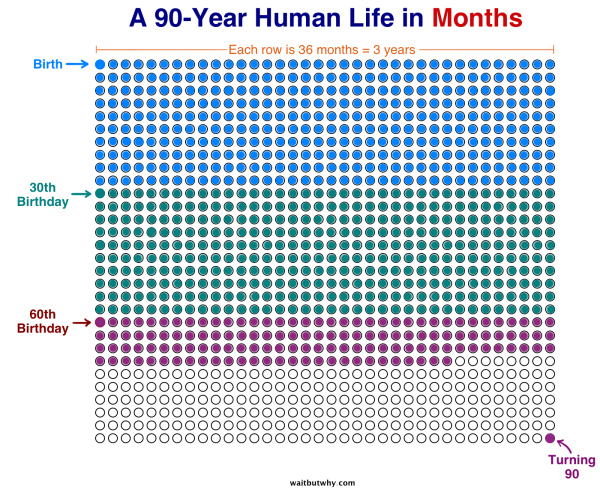 A 90-Year Human Life in Months
Each row is 36 months = 3 years
Birth
30th
Birthday
60th
Birthday
Turning
90
waitbutwhy.com